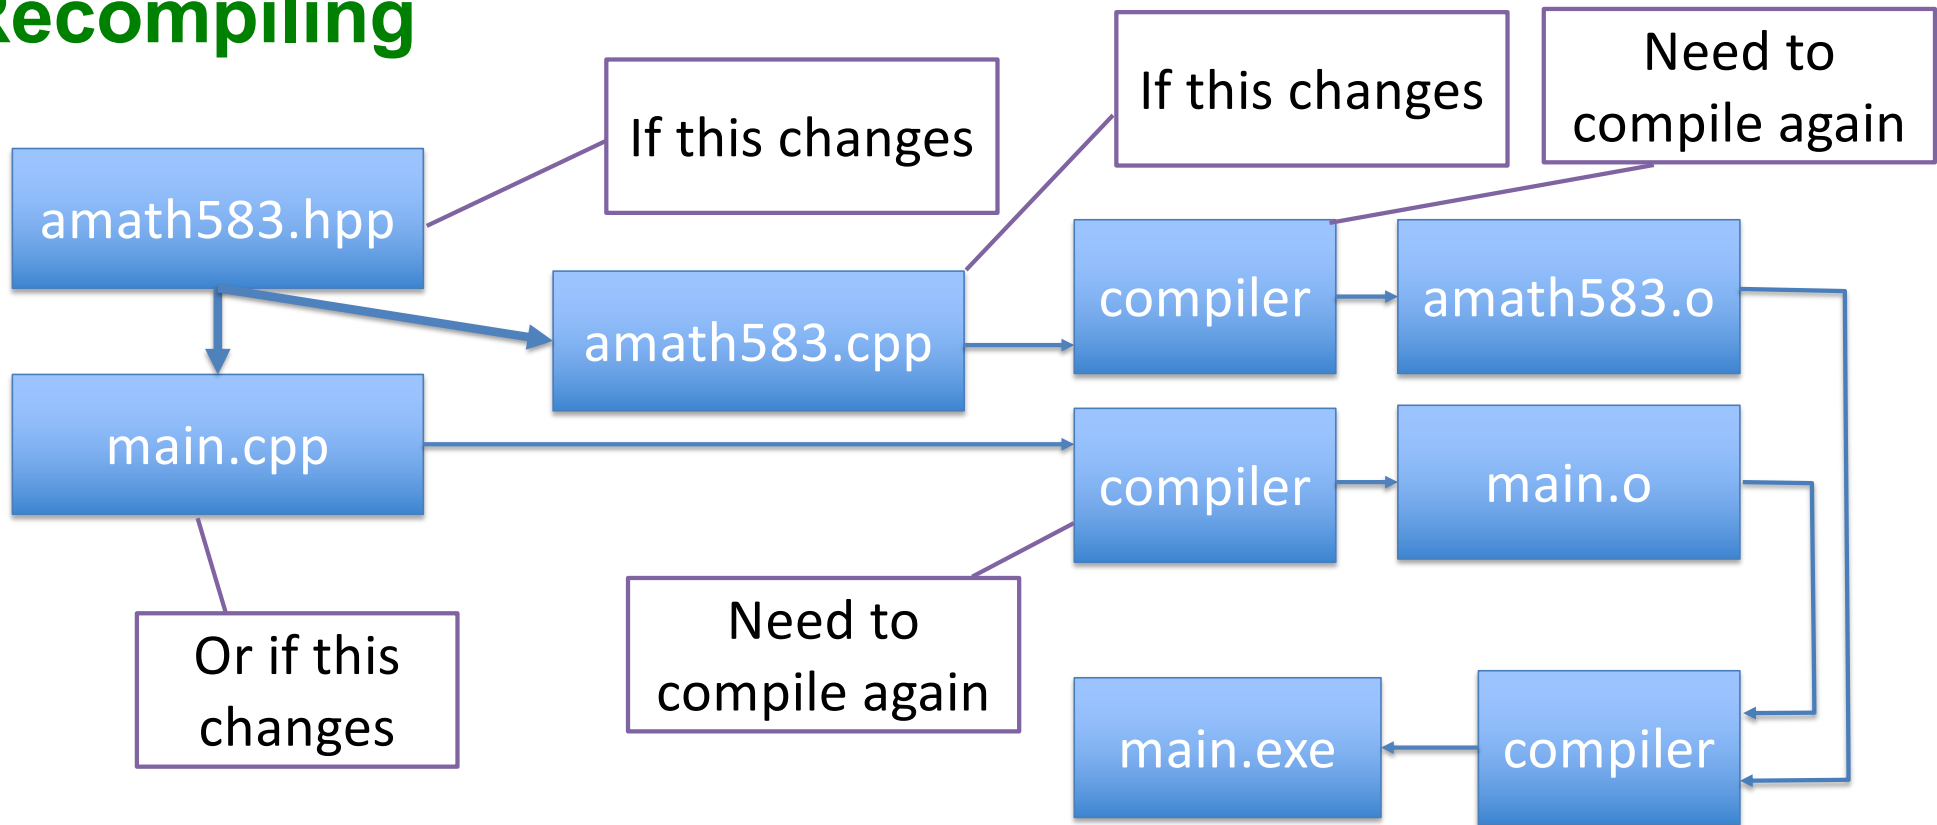 Recompiling
If this changes
If this changes
Need to
compile again
amath583.hpp
amath583.cpp
compiler
amath583.o
main.cpp
compiler
main.o
Or if this
changes
Need to
compile again
main.exe
compiler